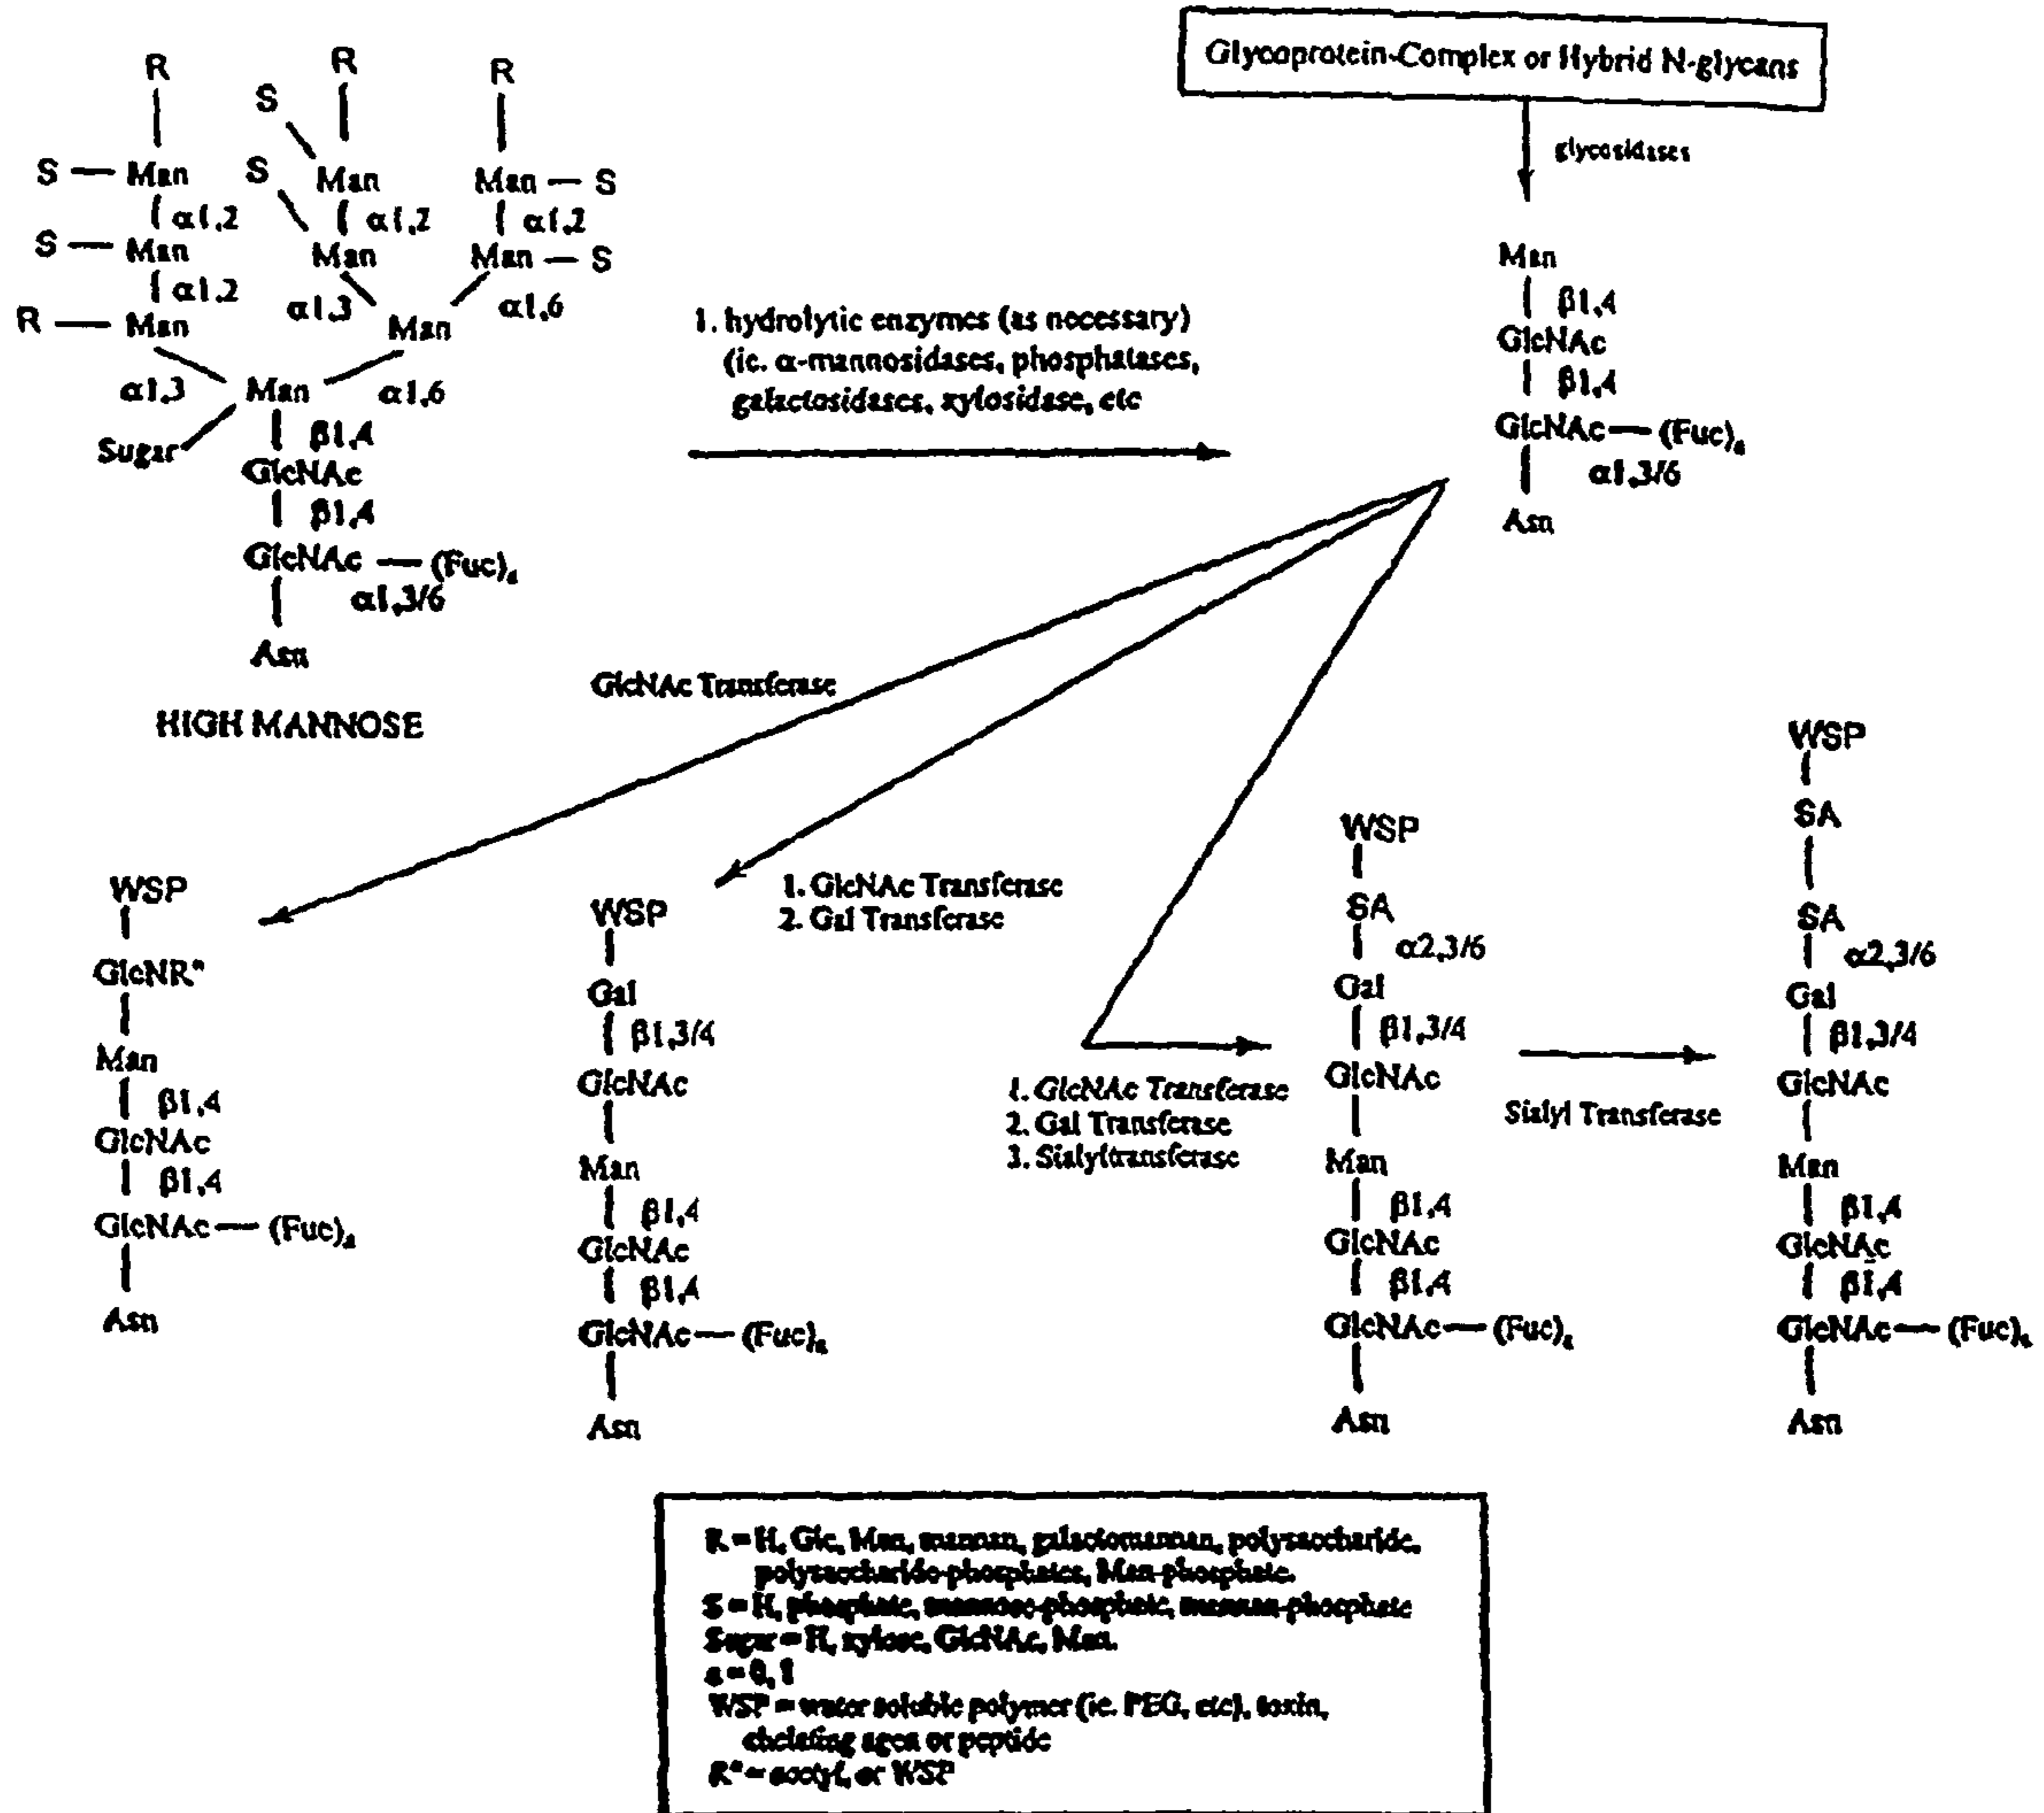 Glycoprotein-Complex or Hybrid N-glycans
glycosidases
R
R
R
S
S — Man
S
Man
Man — S
α1,2
α1,2
α1,2
S — Man
Man
Man — S
α1,2
α1,3
α1,6
R — Man
Man
α1,3
Man
α1,6
Sugar
β1,4
GlcNAc
β1,4
GlcNAc — (Fuc)
α1,3/6
Asn
HIGH MANNOSE
1. hydrolytic enzymes (as necessary)
(ie. α-mannosidases, phosphatases,
galactosidases, xylosidase, etc
Man
β1,4
GlcNAc
β1,4
GlcNAc — (Fuc)
α1,3/6
Asn
GlcNAc Transferase
WSP
GlcNR"
Man
β1,4
GlcNAc
β1,4
GlcNAc — (Fuc)
Asn
1. GlcNAc Transferase
2. Gal Transferase
WSP
Gal
β1,3/4
GlcNAc
Man
β1,4
GlcNAc
β1,4
GlcNAc — (Fuc)
Asn
1. GlcNAc Transferase
2. Gal Transferase
3. Sialyltransferase
WSP
SA
α2,3/6
Gal
β1,3/4
GlcNAc
Man
β1,4
GlcNAc
β1,4
GlcNAc — (Fuc)
Asn
Sialyl Transferase
WSP
SA
SA
α2,3/6
Gal
β1,3/4
GlcNAc
Man
β1,4
GlcNAc
β1,4
GlcNAc — (Fuc)
Asn
R = H, Glc, Man, mannan, galactomannan, polysaccharide,
polysaccharide-phosphates, Man-phosphate.
S = H, phosphate, mannose-phosphate, mannan-phosphate
Sugar = H, xylose, GlcNAc, Man.
= 0, 1
WSP = water soluble polymer (ie. PEG, etc), toxin,
chelating agen or peptide
R" = acetyl, or WSP